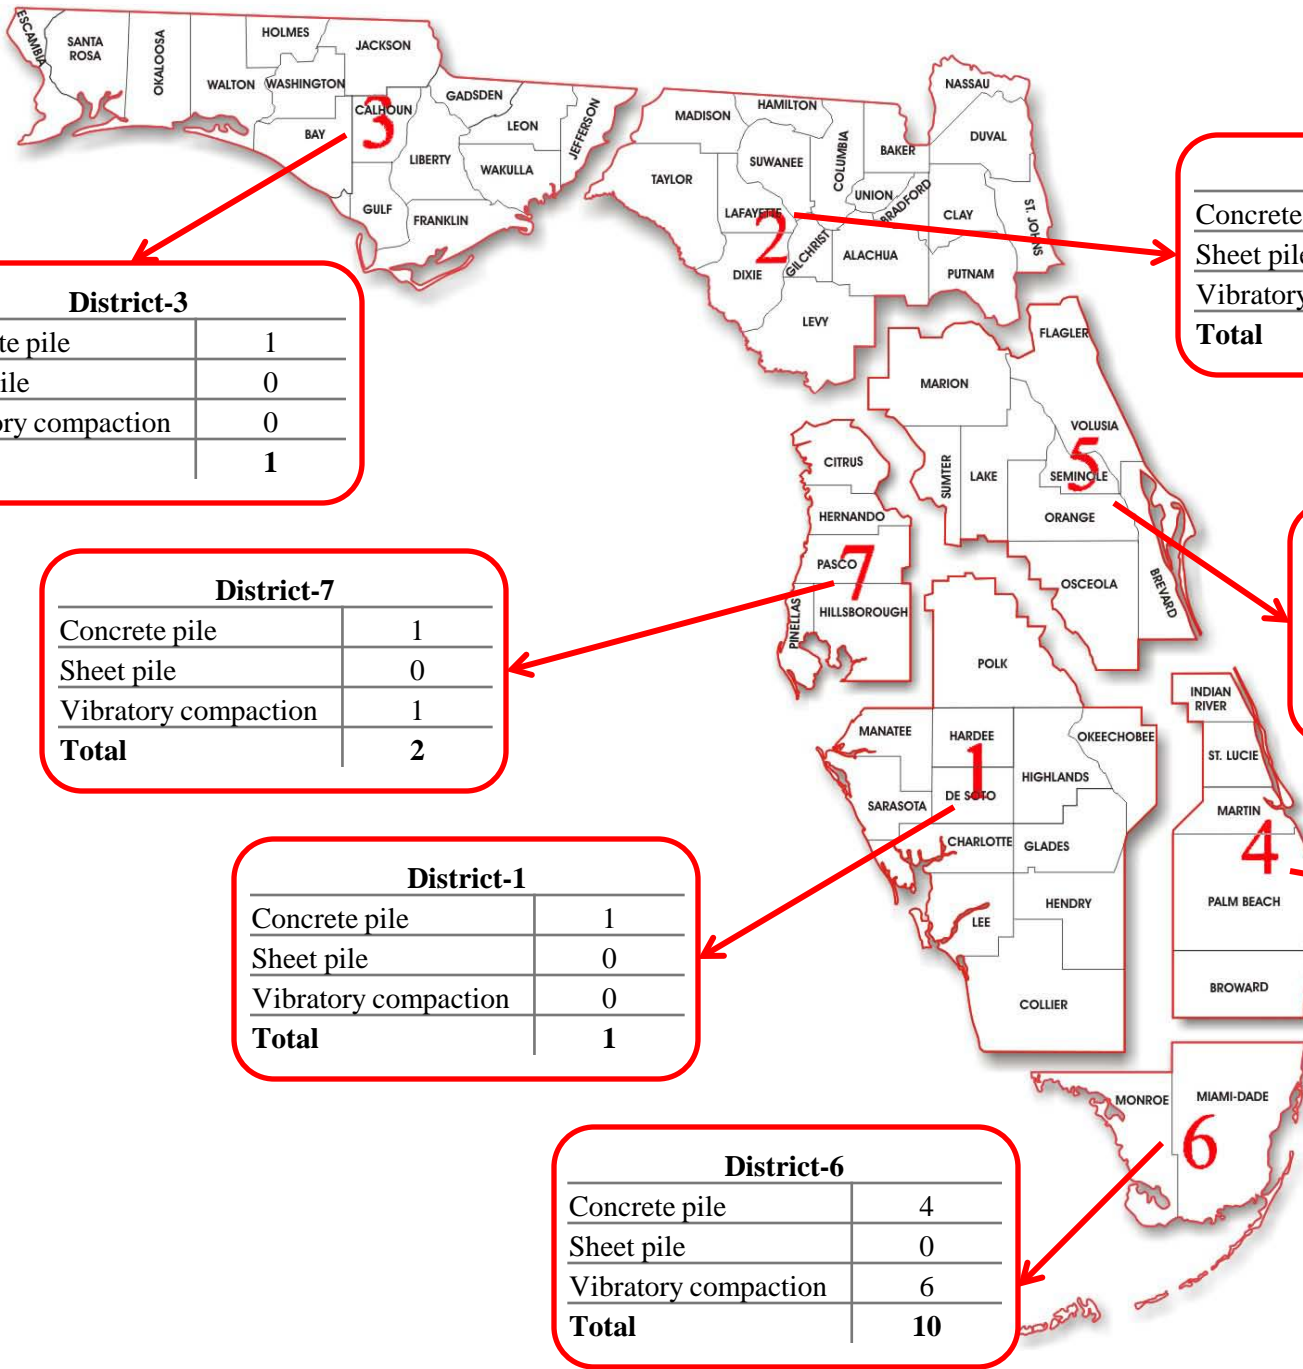 ESCAMBIA
SANTA
ROSA
OKALOOSA
WALTON
HOLMES
WASHINGTON
JACKSON
BAY
CALHOUN
3
GULF
GADSDEN
LIBERTY
FRANKLIN
LEON
WAKULLA
JEFFERSON
MADISON
HAMILTON
TAYLOR
SUWANEE
LAFAYETTE
2
DIXIE
COLUMBIA
GILCHRIST
LEVY
BAKER
UNION
BRADFORD
ALACHUA
NASSAU
DUVAL
CLAY
ST. JOHNS
PUTNAM
Concrete
Sheet pile
Vibratory
Total
District-3
te pile 1
ile 0
ory compaction 0
1
FLAGLER
MARION
VOLUSIA
SUMTER
LAKE
5
SEMINOLE
ORANGE
OSCEOLA
BREVARD
CITRUS
HERNANDO
PASCO
7
PINELLAS
HILLSBOROUGH
District-7
Concrete pile 1
Sheet pile 0
Vibratory compaction 1
Total 2
POLK
MANATEE
HARDEE
OKEECHOBEE
1
HIGHLANDS
SARASOTA
DE SOTO
CHARLOTTE
GLADES
LEE
HENDRY
COLLIER
INDIAN
RIVER
ST. LUCIE
MARTIN
4
PALM BEACH
BROWARD
District-1
Concrete pile 1
Sheet pile 0
Vibratory compaction 0
Total 1
MONROE
MIAMI-DADE
6
District-6
Concrete pile 4
Sheet pile 0
Vibratory compaction 6
Total 10